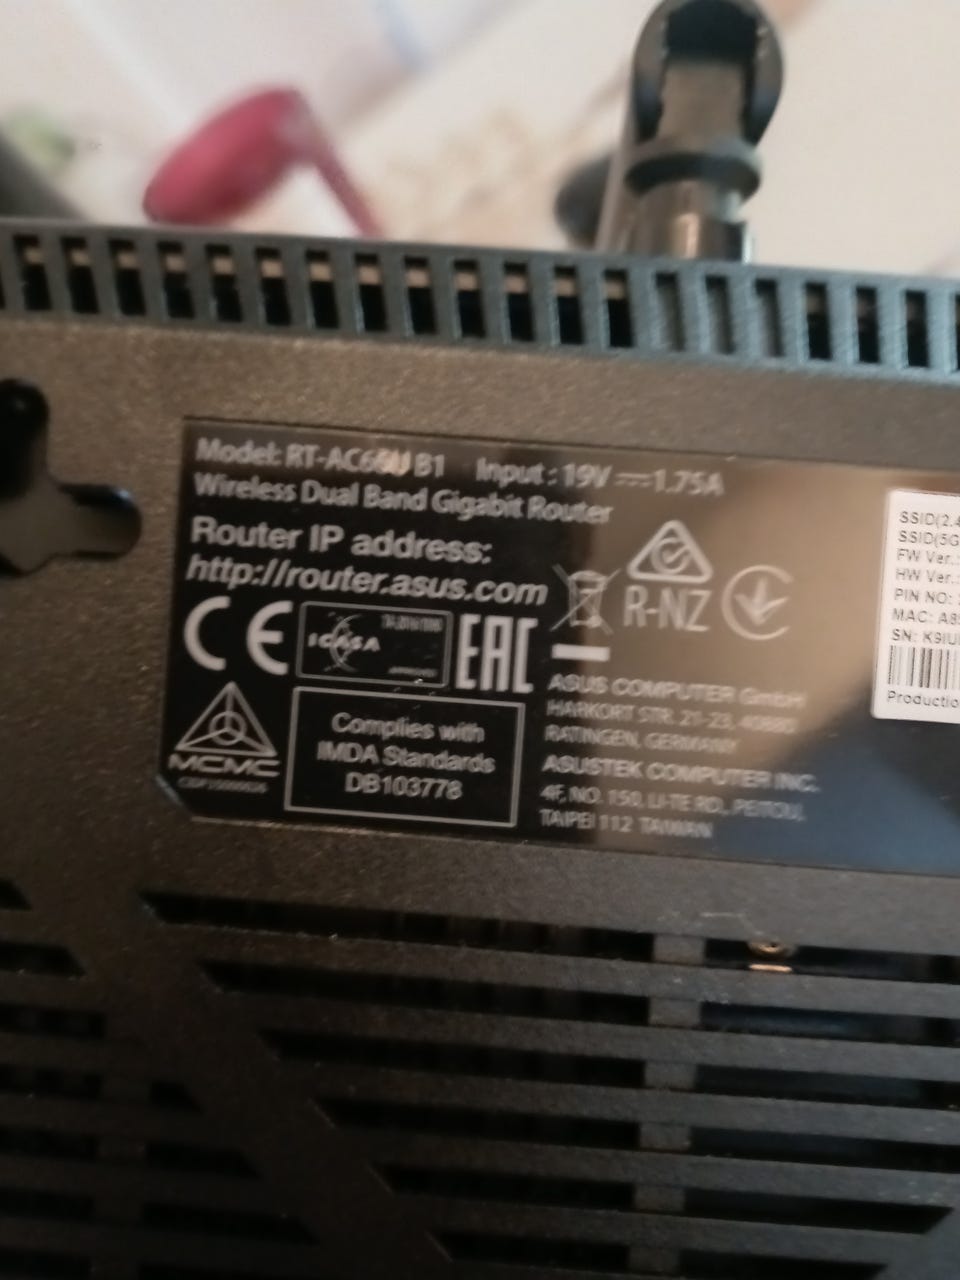 Model: RT-AC66U B1 Input: 19V 1.75A
Wireless Dual Band Gigabit Router
Router IP address:
http://router.asus.com
CE
ICASA
EAC
R-NZ
MCMC
Complies with
IMDA Standards
DB103778
ASUS COMPUTER GmbH
HARKORT STR. 21-23, 40880
RATINGEN, GERMANY
ASUSTEK COMPUTER INC.
4F, NO. 150, LI-TE RD., PEITOU,
TAIPEI 112 TAIWAN
SSID(2.4
SSID(5G
FW Ver.:
HW Ver.:
PIN NO:
MAC: A85
SN: K9IU
Productio